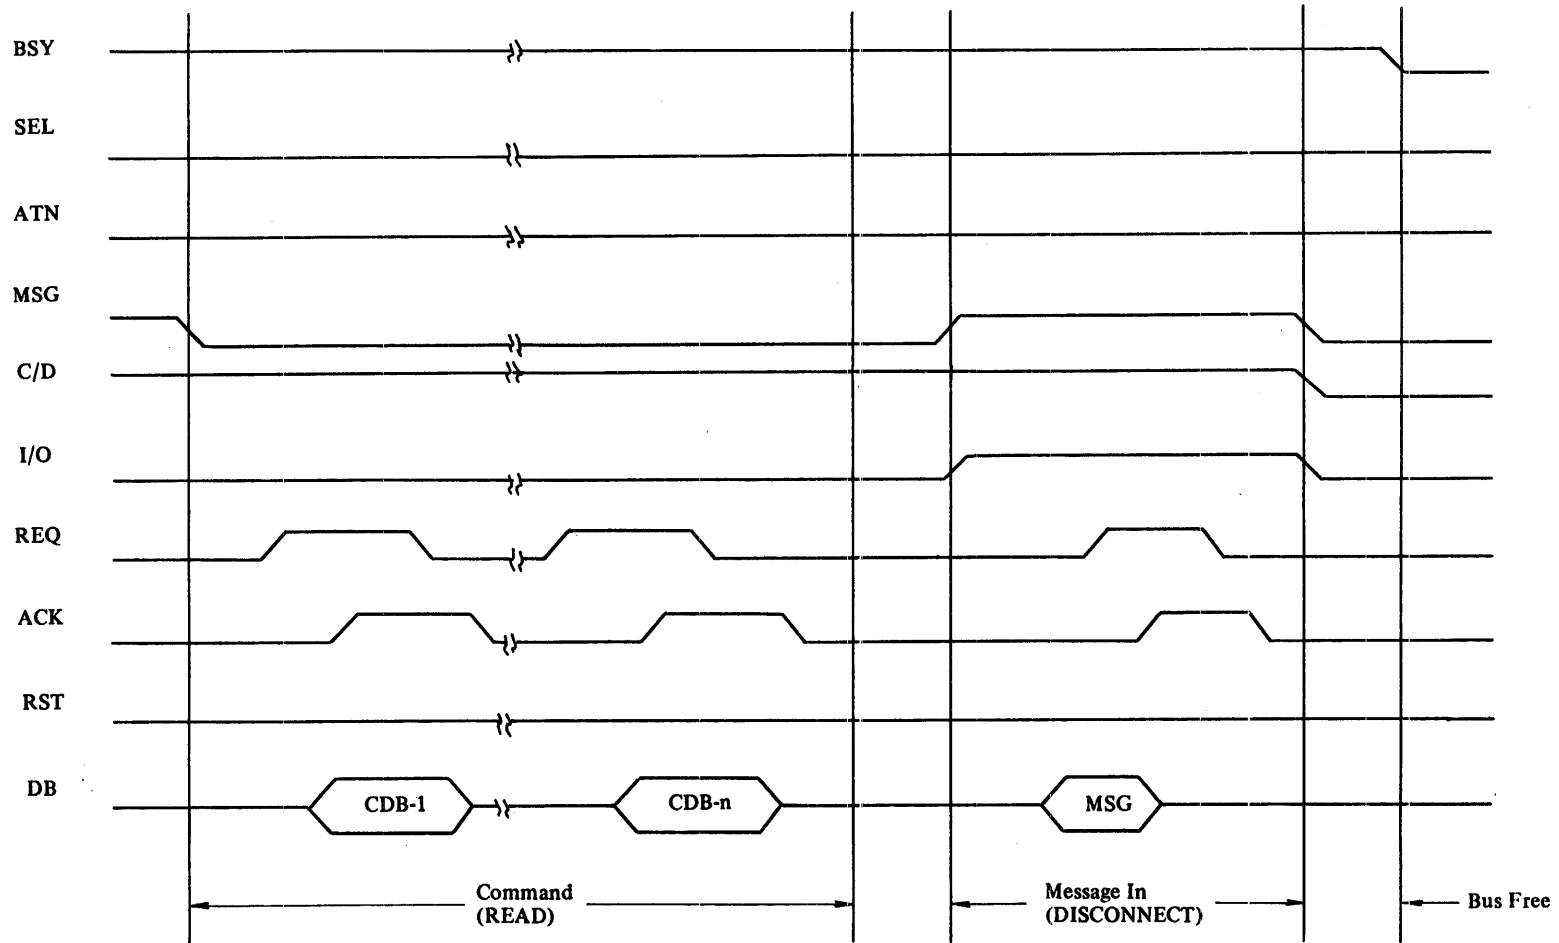 BSY
SEL
ATN
MSG
C/D
I/O
REQ
ACK
RST
DB
CDB-1
CDB-n
MSG
Command
(READ)
Message In
(DISCONNECT)
Bus Free